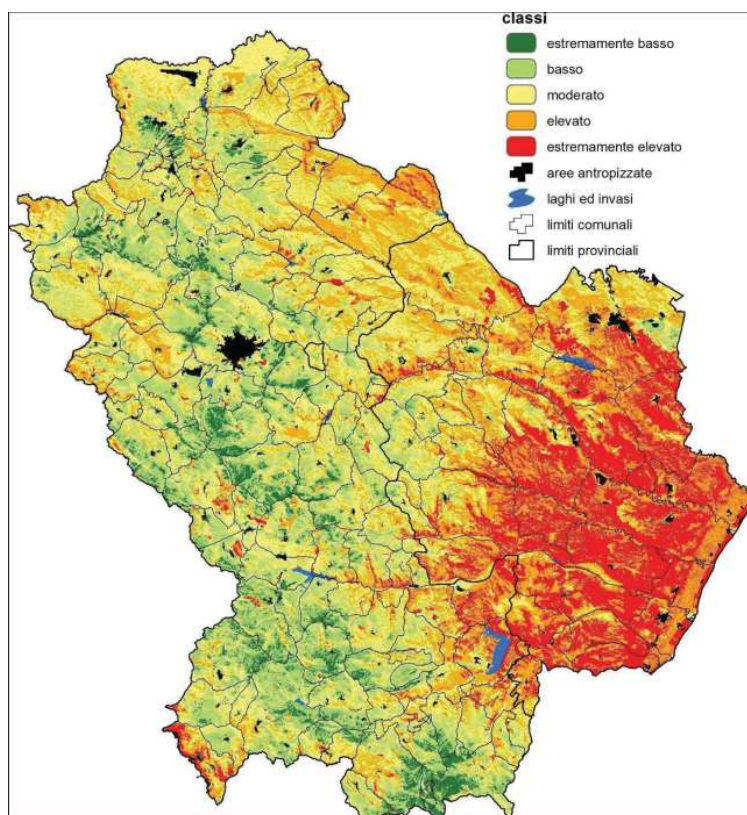 classi
estremamente basso
basso
moderato
elevato
estremamente elevato
aree antropizzate
laghi ed invasi
limiti comunali
limiti provinciali